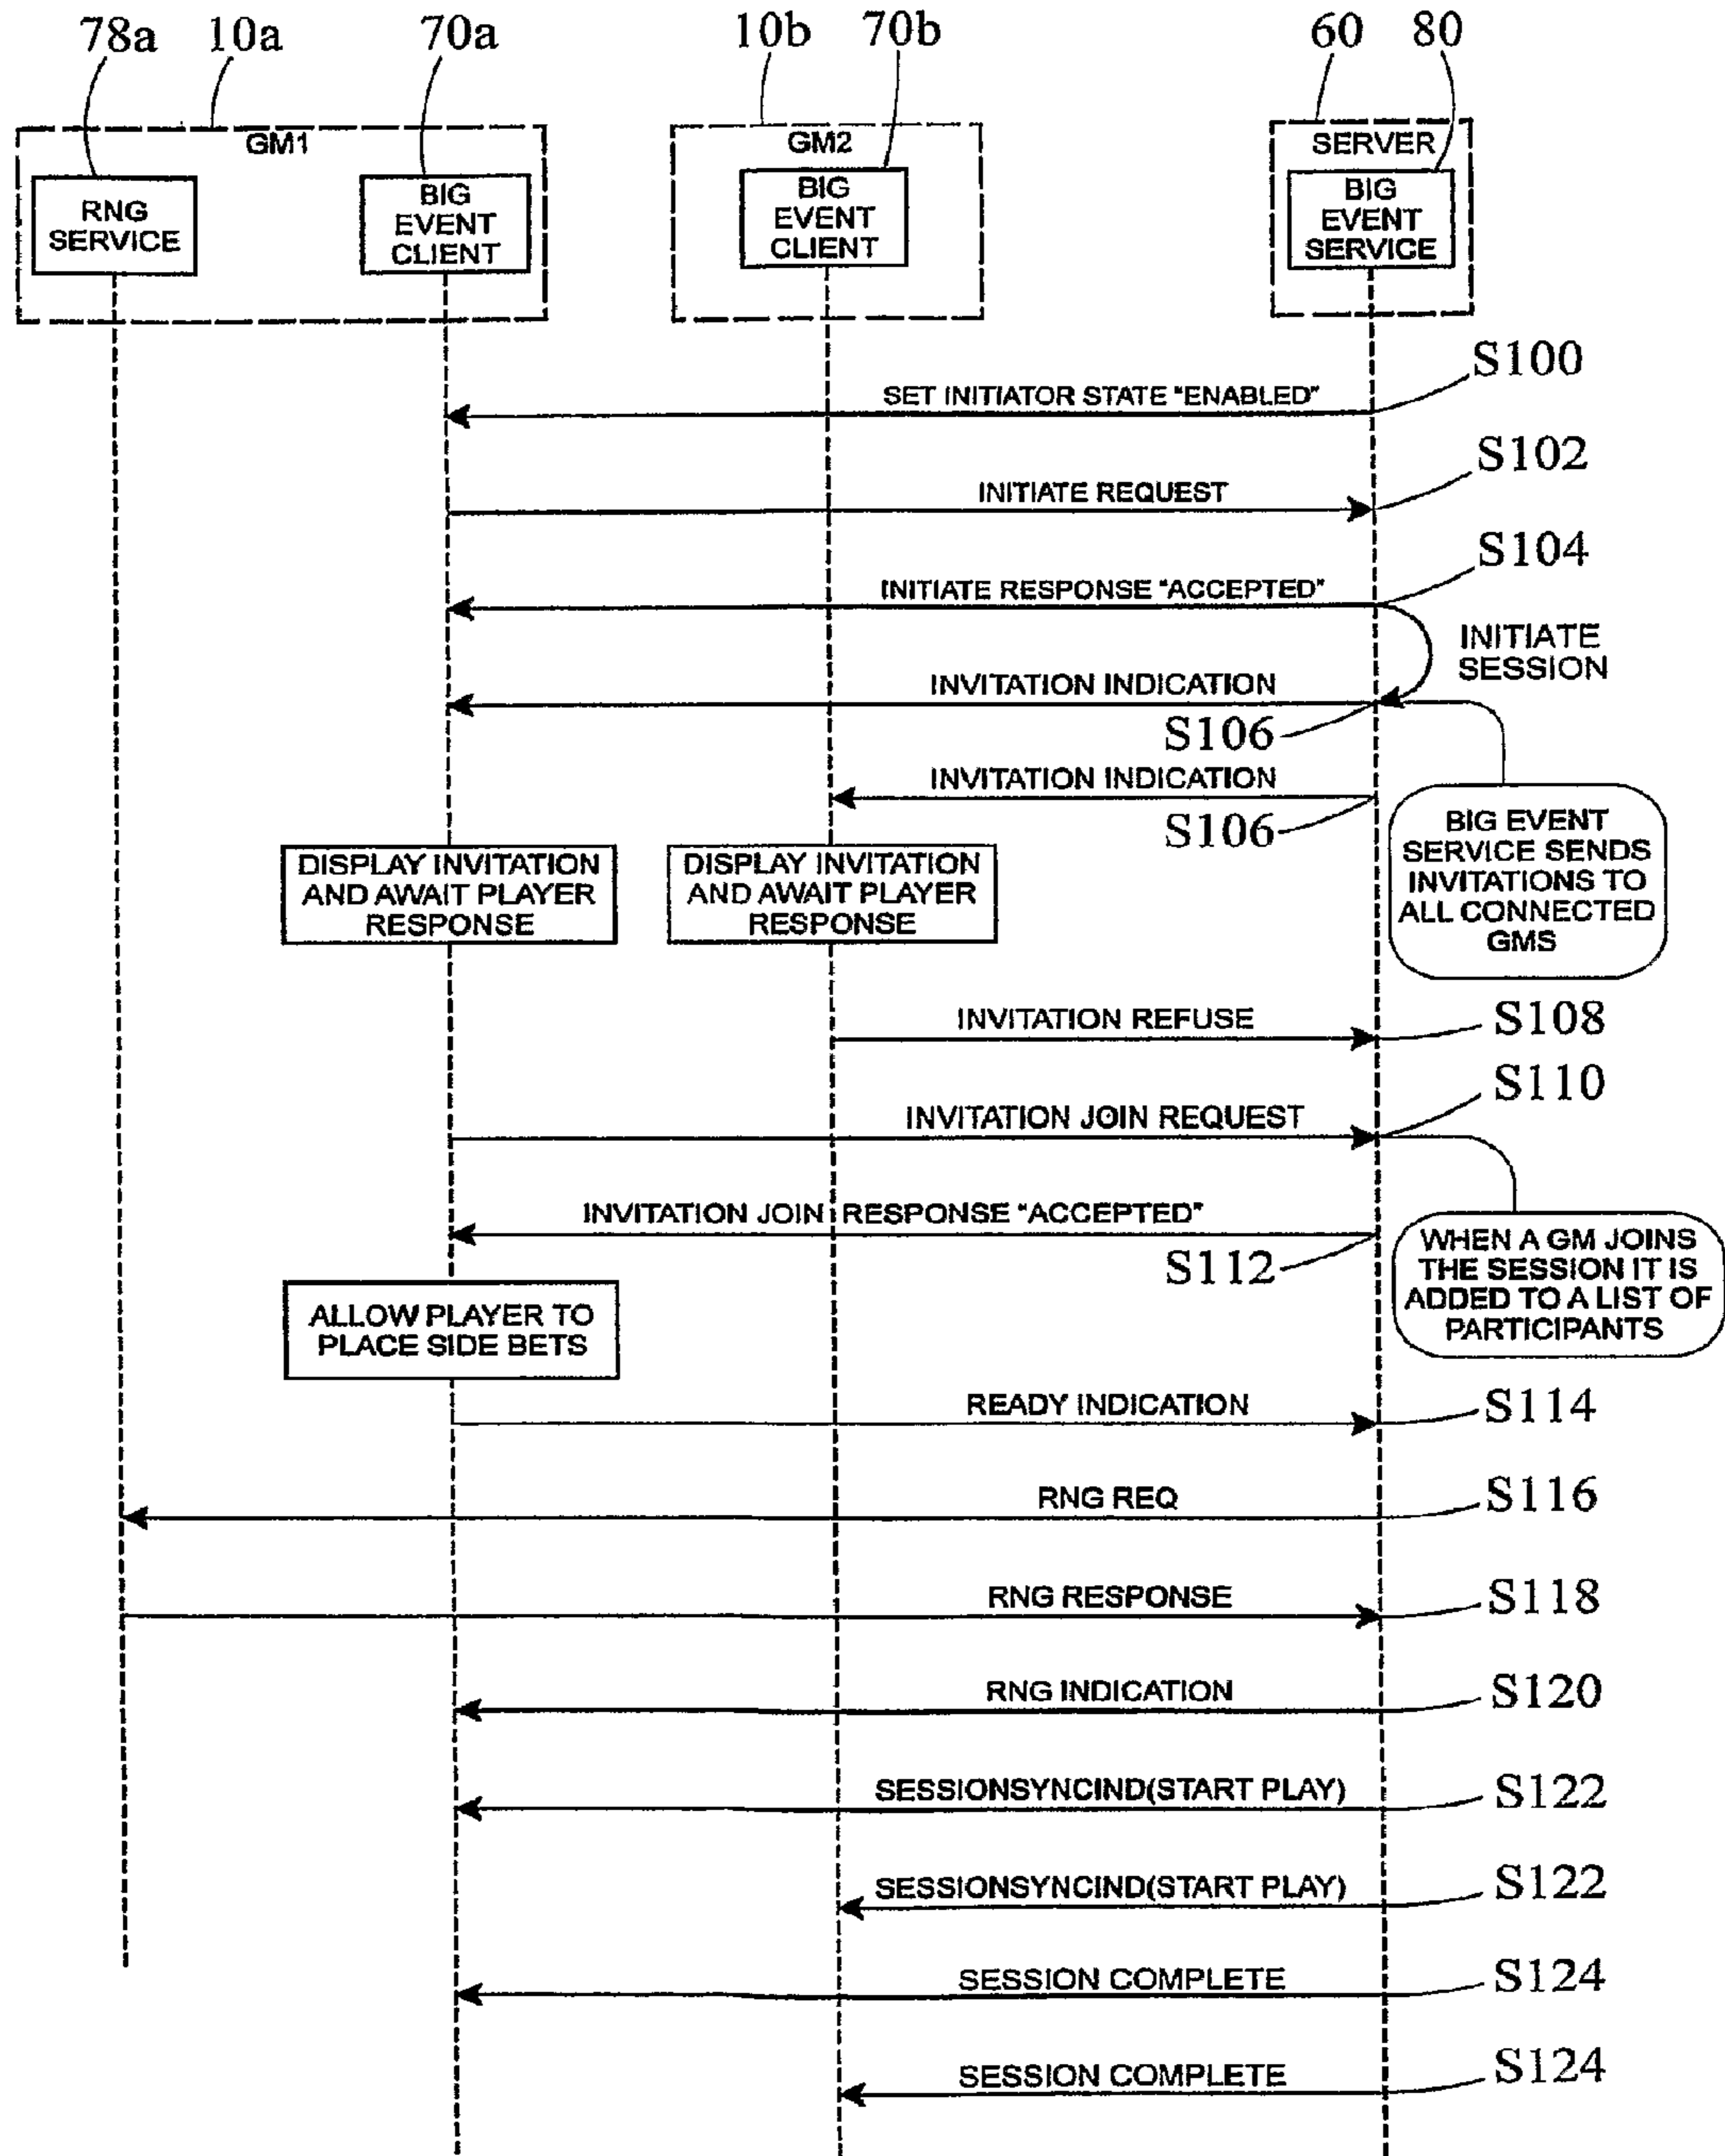 78a
10a
70a
10b
70b
60
80
GM1
GM2
SERVER
RNG
SERVICE
BIG
EVENT
CLIENT
BIG
EVENT
CLIENT
BIG
EVENT
SERVICE
S100
SET INITIATOR STATE "ENABLED"
S102
INITIATE REQUEST
S104
INITIATE RESPONSE "ACCEPTED"
INITIATE
SESSION
INVITATION INDICATION
S106
INVITATION INDICATION
S106
BIG EVENT
SERVICE SENDS
INVITATIONS TO
ALL CONNECTED
GMS
DISPLAY INVITATION
AND AWAIT PLAYER
RESPONSE
DISPLAY INVITATION
AND AWAIT PLAYER
RESPONSE
INVITATION REFUSE
S108
S110
INVITATION JOIN REQUEST
INVITATION JOIN RESPONSE "ACCEPTED"
S112
WHEN A GM JOINS
THE SESSION IT IS
ADDED TO A LIST OF
PARTICIPANTS
ALLOW PLAYER TO
PLACE SIDE BETS
READY INDICATION
S114
RNG REQ
S116
RNG RESPONSE
S118
RNG INDICATION
S120
SESSIONSYNCIND(START PLAY)
S122
SESSIONSYNCIND(START PLAY)
S122
SESSION COMPLETE
S124
SESSION COMPLETE
S124